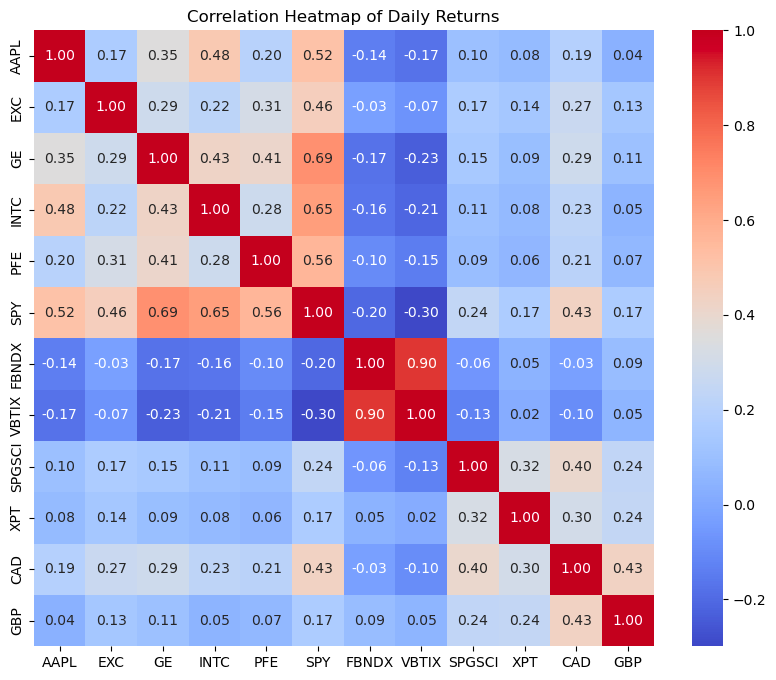 Correlation Heatmap of Daily Returns
AAPL 1.00 0.17 0.35 0.48 0.20 0.52 -0.14 -0.17 0.10 0.08 0.19 0.04
EXC 0.17 1.00 0.29 0.22 0.31 0.46 -0.03 -0.07 0.17 0.14 0.27 0.13
GE 0.35 0.29 1.00 0.43 0.41 0.69 -0.17 -0.23 0.15 0.09 0.29 0.11
INTC 0.48 0.22 0.43 1.00 0.28 0.65 -0.16 -0.21 0.11 0.08 0.23 0.05
PFE 0.20 0.31 0.41 0.28 1.00 0.56 -0.10 -0.15 0.09 0.06 0.21 0.07
SPY 0.52 0.46 0.69 0.65 0.56 1.00 -0.20 -0.30 0.24 0.17 0.43 0.17
FBNDX -0.14 -0.03 -0.17 -0.16 -0.10 -0.20 1.00 0.90 -0.06 0.05 -0.03 0.09
VBTIX -0.17 -0.07 -0.23 -0.21 -0.15 -0.30 0.90 1.00 -0.13 0.02 -0.10 0.05
SPGSCI 0.10 0.17 0.15 0.11 0.09 0.24 -0.06 -0.13 1.00 0.32 0.40 0.24
XPT 0.08 0.14 0.09 0.08 0.06 0.17 0.05 0.02 0.32 1.00 0.30 0.24
CAD 0.19 0.27 0.29 0.23 0.21 0.43 -0.03 -0.10 0.40 0.30 1.00 0.43
GBP 0.04 0.13 0.11 0.05 0.07 0.17 0.09 0.05 0.24 0.24 0.43 1.00
AAPL EXC GE INTC PFE SPY FBNDX VBTIX SPGSCI XPT CAD GBP
1.0
0.8
0.6
0.4
0.2
0.0
−0.2